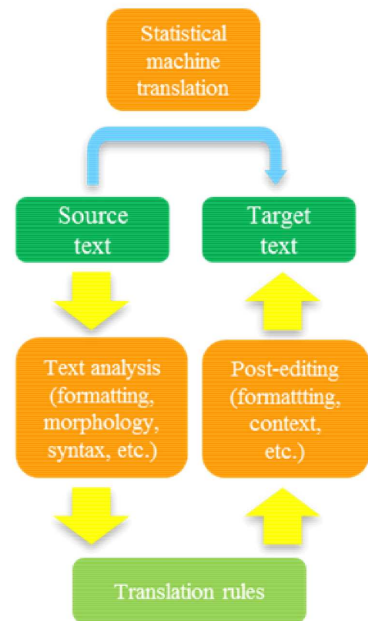 Statistical
machine
translation
Source
text
Target
text
Text analysis
(formatting,
morphology,
syntax, etc.)
Post-editing
(formattting,
context,
etc.)
Translation rules